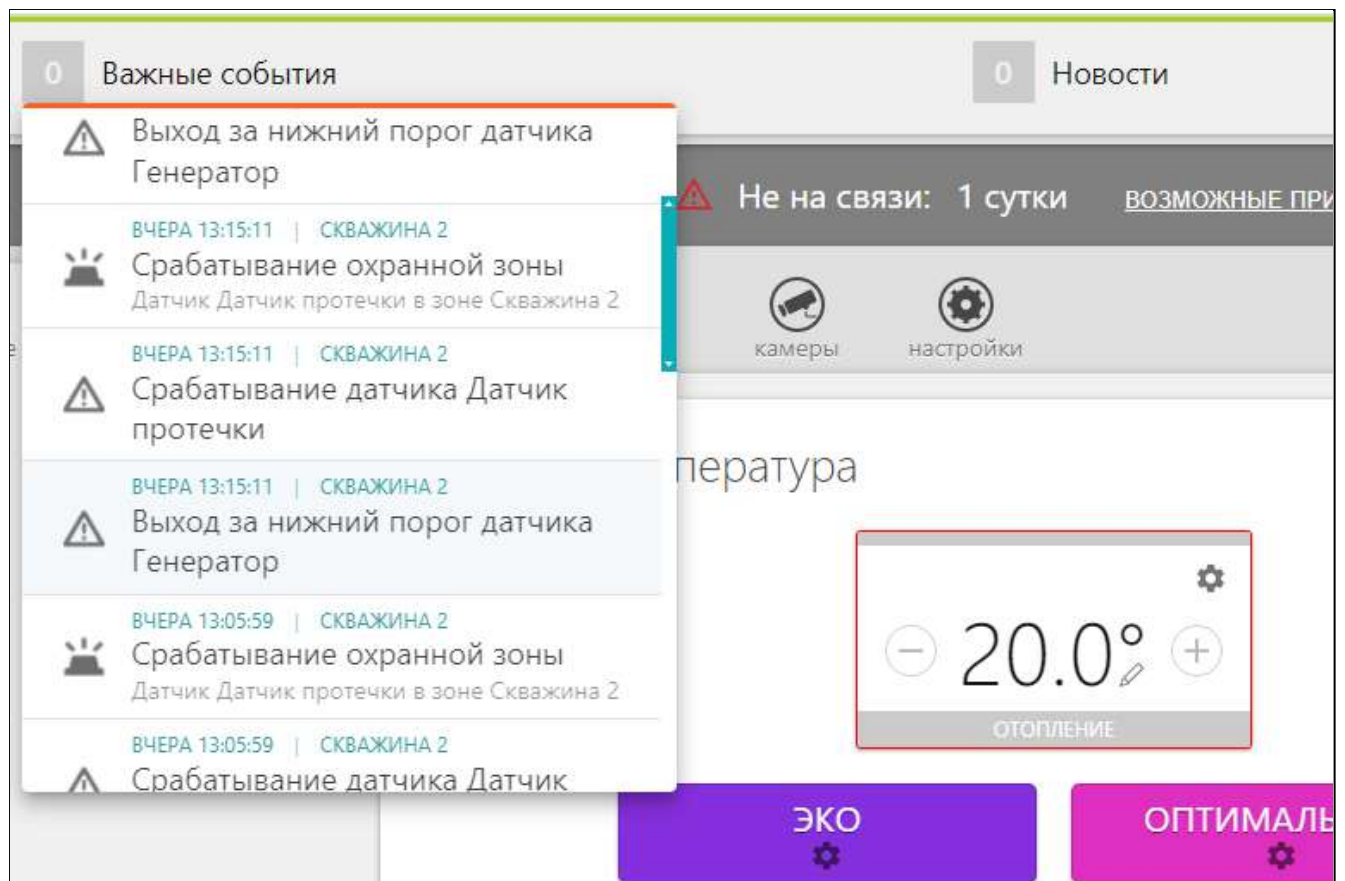 0 Важные события
0 Новости
Выход за нижний порог датчика
Генератор
ВЧЕРА 13:15:11 | СКВАЖИНА 2
Срабатывание охранной зоны
Датчик Датчик протечки в зоне Скважина 2
ВЧЕРА 13:15:11 | СКВАЖИНА 2
Срабатывание датчика Датчик
протечки
ВЧЕРА 13:15:11 | СКВАЖИНА 2
Выход за нижний порог датчика
Генератор
ВЧЕРА 13:05:59 | СКВАЖИНА 2
Срабатывание охранной зоны
Датчик Датчик протечки в зоне Скважина 2
ВЧЕРА 13:05:59 | СКВАЖИНА 2
Срабатывание датчика Датчик
Не на связи: 1 сутки ВОЗМОЖНЫЕ ПРИ
камеры настройки
пература
20.0°
ОТОПЛЕНИЕ
ЭКО
ОПТИМАЛЬ